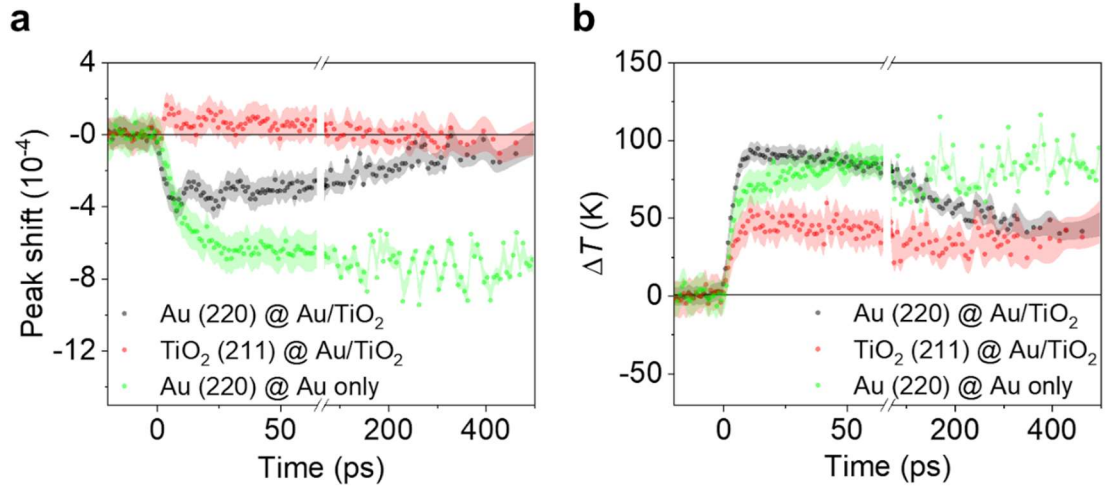 a
b
4
-0
-4
-8
-12
Peak shift (10⁻⁴)
0
50
200
400
Time (ps)
Au (220) @ Au/TiO₂
TiO₂ (211) @ Au/TiO₂
Au (220) @ Au only
150
100
50
0
-50
ΔT (K)
0
50
200
400
Time (ps)
Au (220) @ Au/TiO₂
TiO₂ (211) @ Au/TiO₂
Au (220) @ Au only